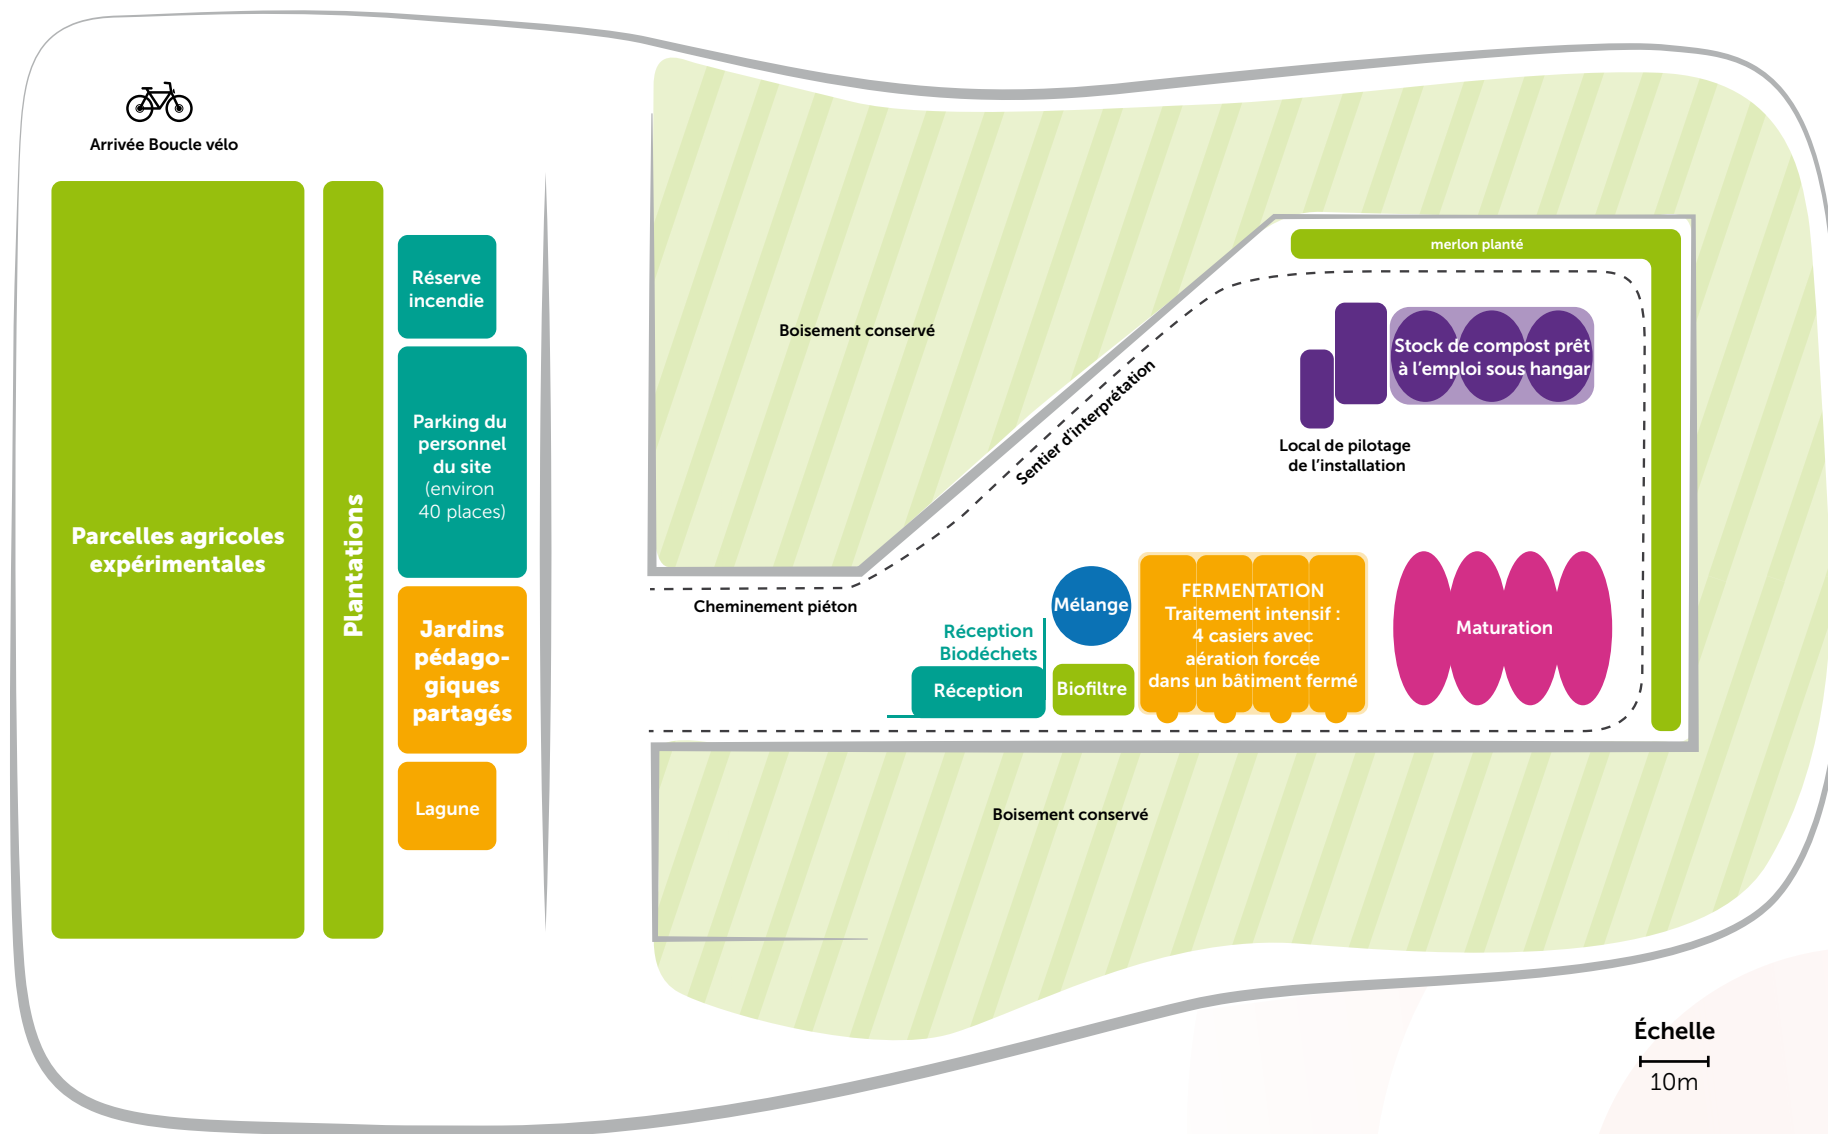 Arrivée Boucle vélo
Parcelles agricoles
expérimentales
Plantations
Réserve
incendie
Parking du
personnel
du site
(environ
40 places)
Jardins
pédago-
giques
partagés
Lagune
Boisement conservé
merlon planté
Sentier d'interprétation
Stock de compost prêt
à l'emploi sous hangar
Local de pilotage
de l'installation
Cheminement piéton
Réception
Biodéchets
Réception
Mélange
Biofiltre
FERMENTATION
Traitement intensif :
4 casiers avec
aération forcée
dans un bâtiment fermé
Maturation
Boisement conservé
Échelle
10m